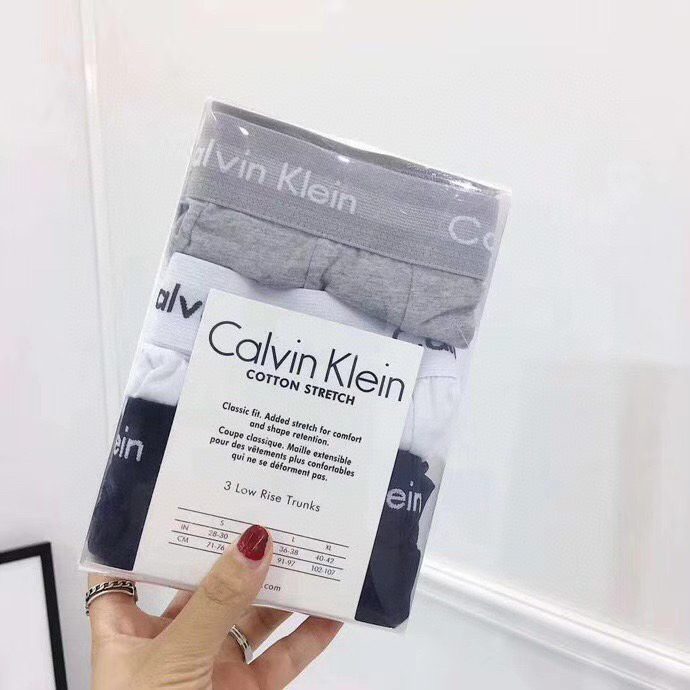 alvin Klein
Ca
alv
Cal
Calvin Klein
COTTON STRETCH
Classic fit. Added stretch for comfort
and shape retention.
Coupe classique. Maille extensible
pour des vêtements plus confortables
qui ne se déforment pas.
3 Low Rise Trunks
lein
lein
S L XL
IN 28-30 36-38 40-42
CM 71-76 91-97 102-107
.com